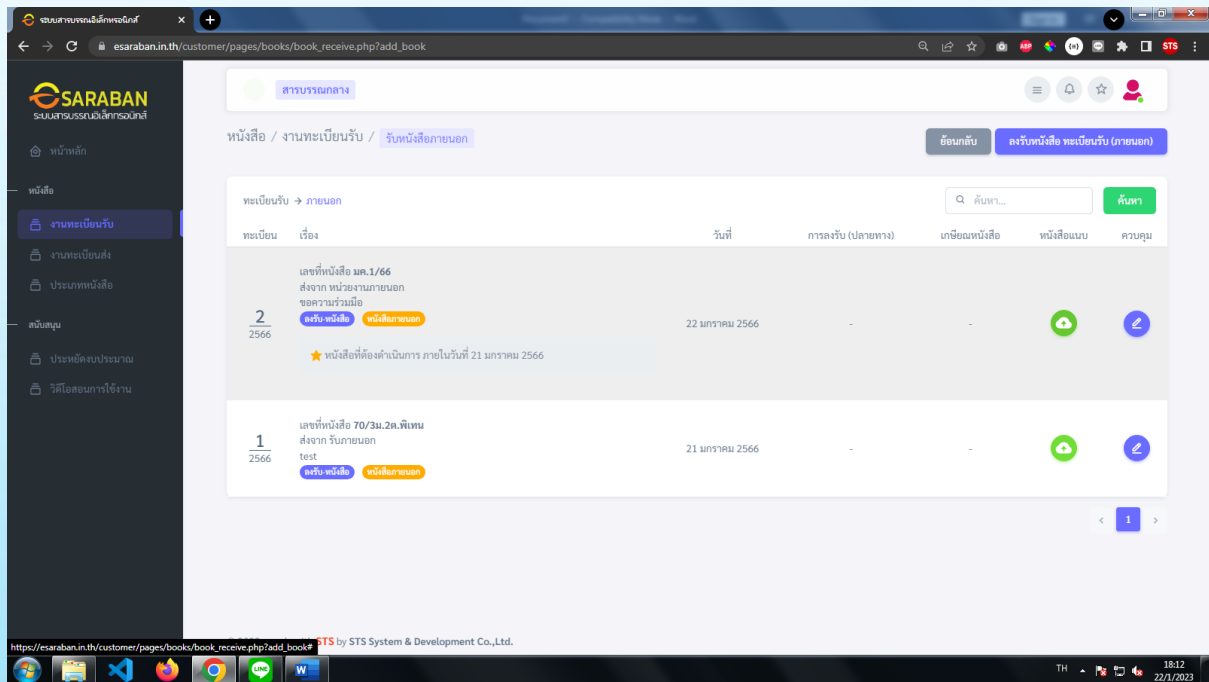 ระบบสารบรรณอิเล็กทรอนิกส์
esaraban.in.th/customer/pages/books/book_receive.php?add_book
ABP
STS
SARABAN
ระบบสารบรรณอิเล็กทรอนิกส์
สารบรรณกลาง
หน้าหลัก
หนังสือ
งานทะเบียนรับ
งานทะเบียนส่ง
ประเภทหนังสือ
สนับสนุน
ประหยัดงบประมาณ
วิดีโอสอนการใช้งาน
หนังสือ / งานทะเบียนรับ / รับหนังสือภายนอก
ย้อนกลับ
ลงรับหนังสือ ทะเบียนรับ (ภายนอก)
ทะเบียนรับ → ภายนอก
ค้นหา...
ค้นหา
ทะเบียน เรื่อง วันที่ การลงรับ (ปลายทาง) เกษียณหนังสือ หนังสือแนบ ควบคุม
2
2566
เลขที่หนังสือ มค.1/66
ส่งจาก หน่วยงานภายนอก
ขอความร่วมมือ
ลงรับ-หนังสือ หนังสือภายนอก
หนังสือที่ต้องดำเนินการ ภายในวันที่ 21 มกราคม 2566
22 มกราคม 2566 - -
1
2566
เลขที่หนังสือ 70/3ม.2ต.พิเทน
ส่งจาก รับภายนอก
test
ลงรับ-หนังสือ หนังสือภายนอก
21 มกราคม 2566 - -
< 1 >
STS by STS System & Development Co.,Ltd.
https://esaraban.in.th/customer/pages/books/book_receive.php?add_book#
LINE
W
TH
18:12
22/1/2023